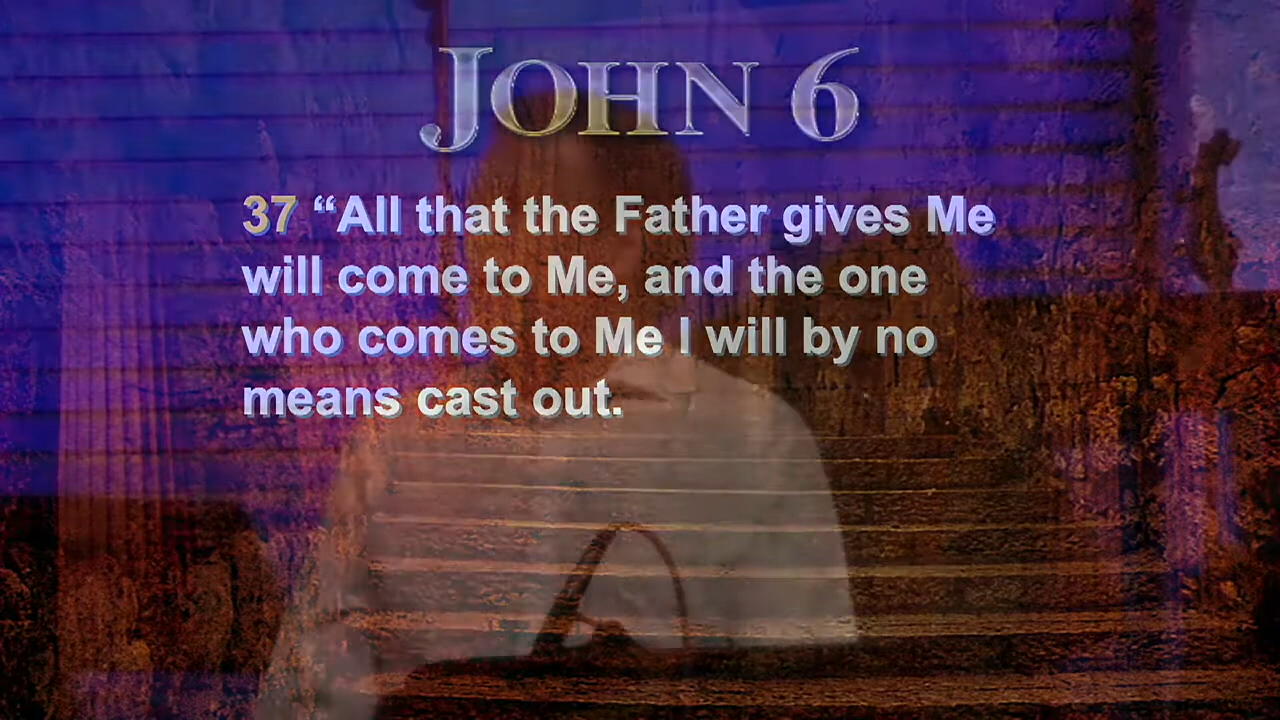 JOHN 6
37 “All that the Father gives Me
will come to Me, and the one
who comes to Me I will by no
means cast out.